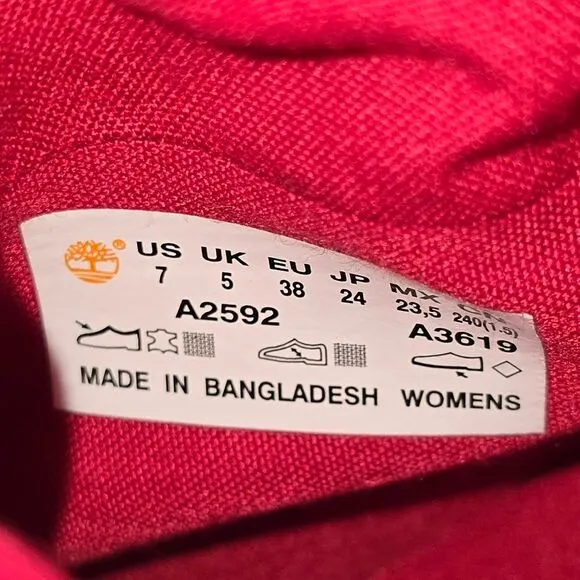 ® US UK EU JP MX CN
7 5 38 24 23,5 240(1.5)
A2592 A3619
MADE IN BANGLADESH WOMENS